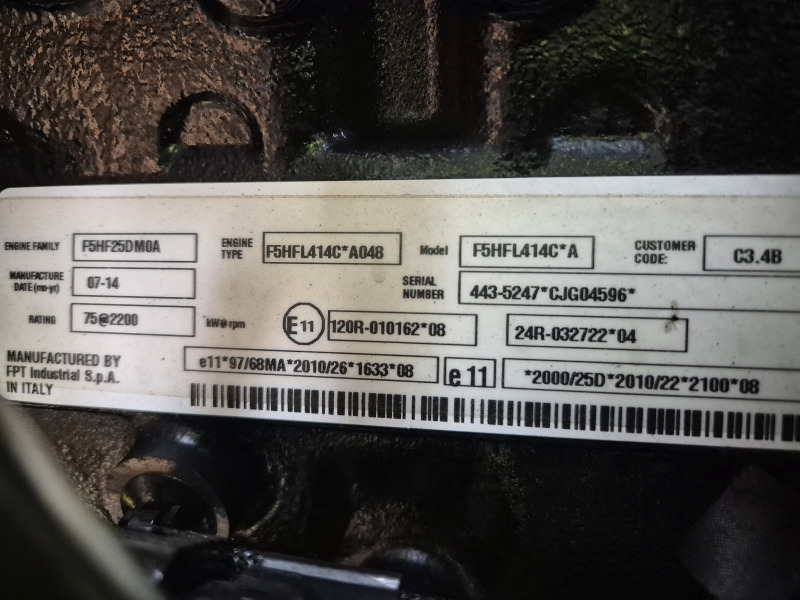 ENGINE FAMILY F5HF25DM0A ENGINE TYPE F5HFL414C*A048 Model F5HFL414C*A CUSTOMER CODE: C3.4B
MANUFACTURE DATE (mo-yr) 07-14 SERIAL NUMBER 443-5247*CJG04596*
RATING 75@2200 kW@rpm E11 120R-010162*08 24R-032722*04
MANUFACTURED BY
FPT Industrial S.p.A.
IN ITALY
e11*97/68MA*2010/26*1633*08 e 11 *2000/25D*2010/22*2100*08